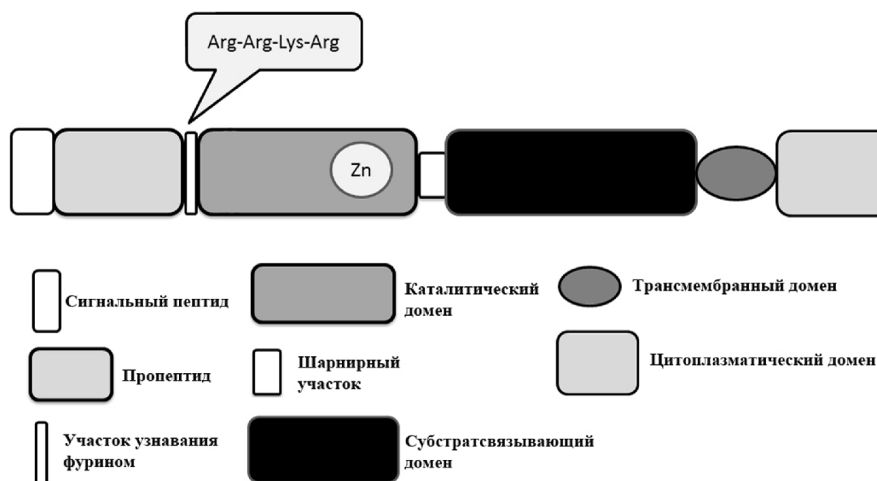 Arg-Arg-Lys-Arg
Zn
Сигнальный пептид
Каталитический
домен
Трансмембранный домен
Пропептид
Шарнирный
участок
Цитоплазматический домен
Участок узнавания
фурином
Субстратсвязывающий
домен